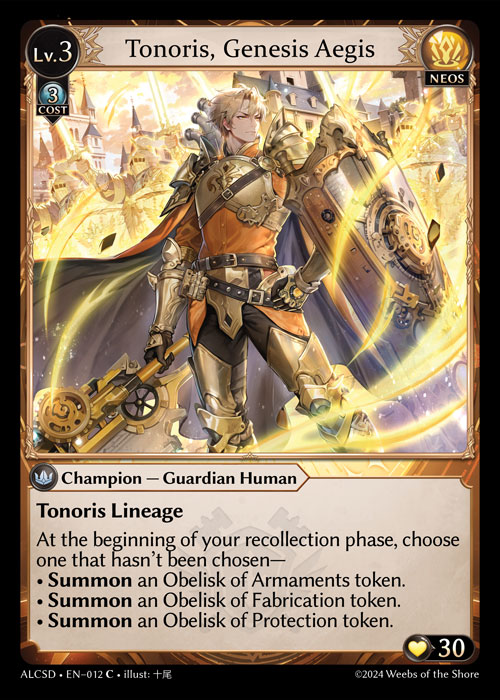 Lv.3
Tonoris, Genesis Aegis
NEOS
3
COST
Champion — Guardian Human
Tonoris Lineage
At the beginning of your recollection phase, choose
one that hasn't been chosen—
• Summon an Obelisk of Armaments token.
• Summon an Obelisk of Fabrication token.
• Summon an Obelisk of Protection token.
30
ALCSD • EN-012 C • illust: 十尾
©2024 Weebs of the Shore